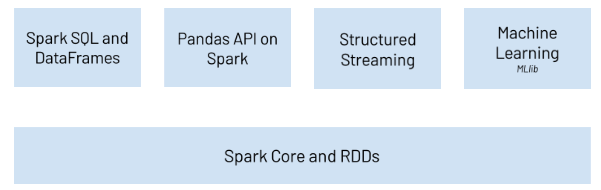 Spark SQL and
DataFrames
Pandas API on
Spark
Structured
Streaming
Machine
Learning
MLlib
Spark Core and RDDs